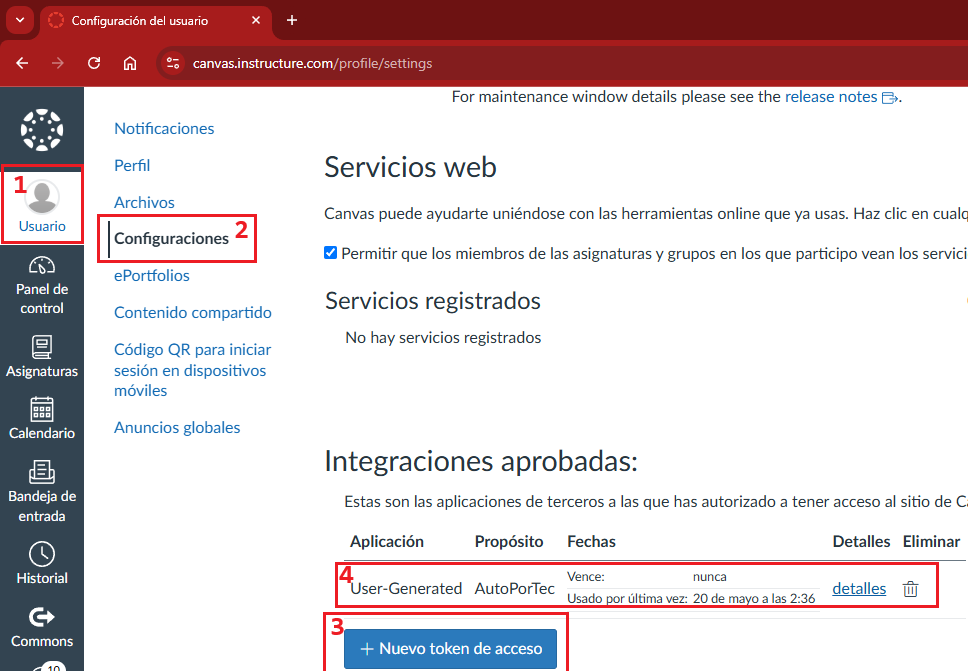 Configuración del usuario
canvas.instructure.com/profile/settings
For maintenance window details please see the release notes.
1
Usuario
Panel de
control
Asignaturas
Calendario
Bandeja de
entrada
Historial
Commons
10
Notificaciones
Perfil
Archivos
Configuraciones 2
ePortfolios
Contenido compartido
Código QR para iniciar
sesión en dispositivos
móviles
Anuncios globales
Servicios web
Canvas puede ayudarte uniéndose con las herramientas online que ya usas. Haz clic en cualq
Permitir que los miembros de las asignaturas y grupos en los que participo vean los servici
Servicios registrados
No hay servicios registrados
Integraciones aprobadas:
Estas son las aplicaciones de terceros a las que has autorizado a tener acceso al sitio de Ca
Aplicación Propósito Fechas Detalles Eliminar
4
User-Generated AutoPorTec Vence: nunca detalles
Usado por última vez: 20 de mayo a las 2:36
3
+ Nuevo token de acceso